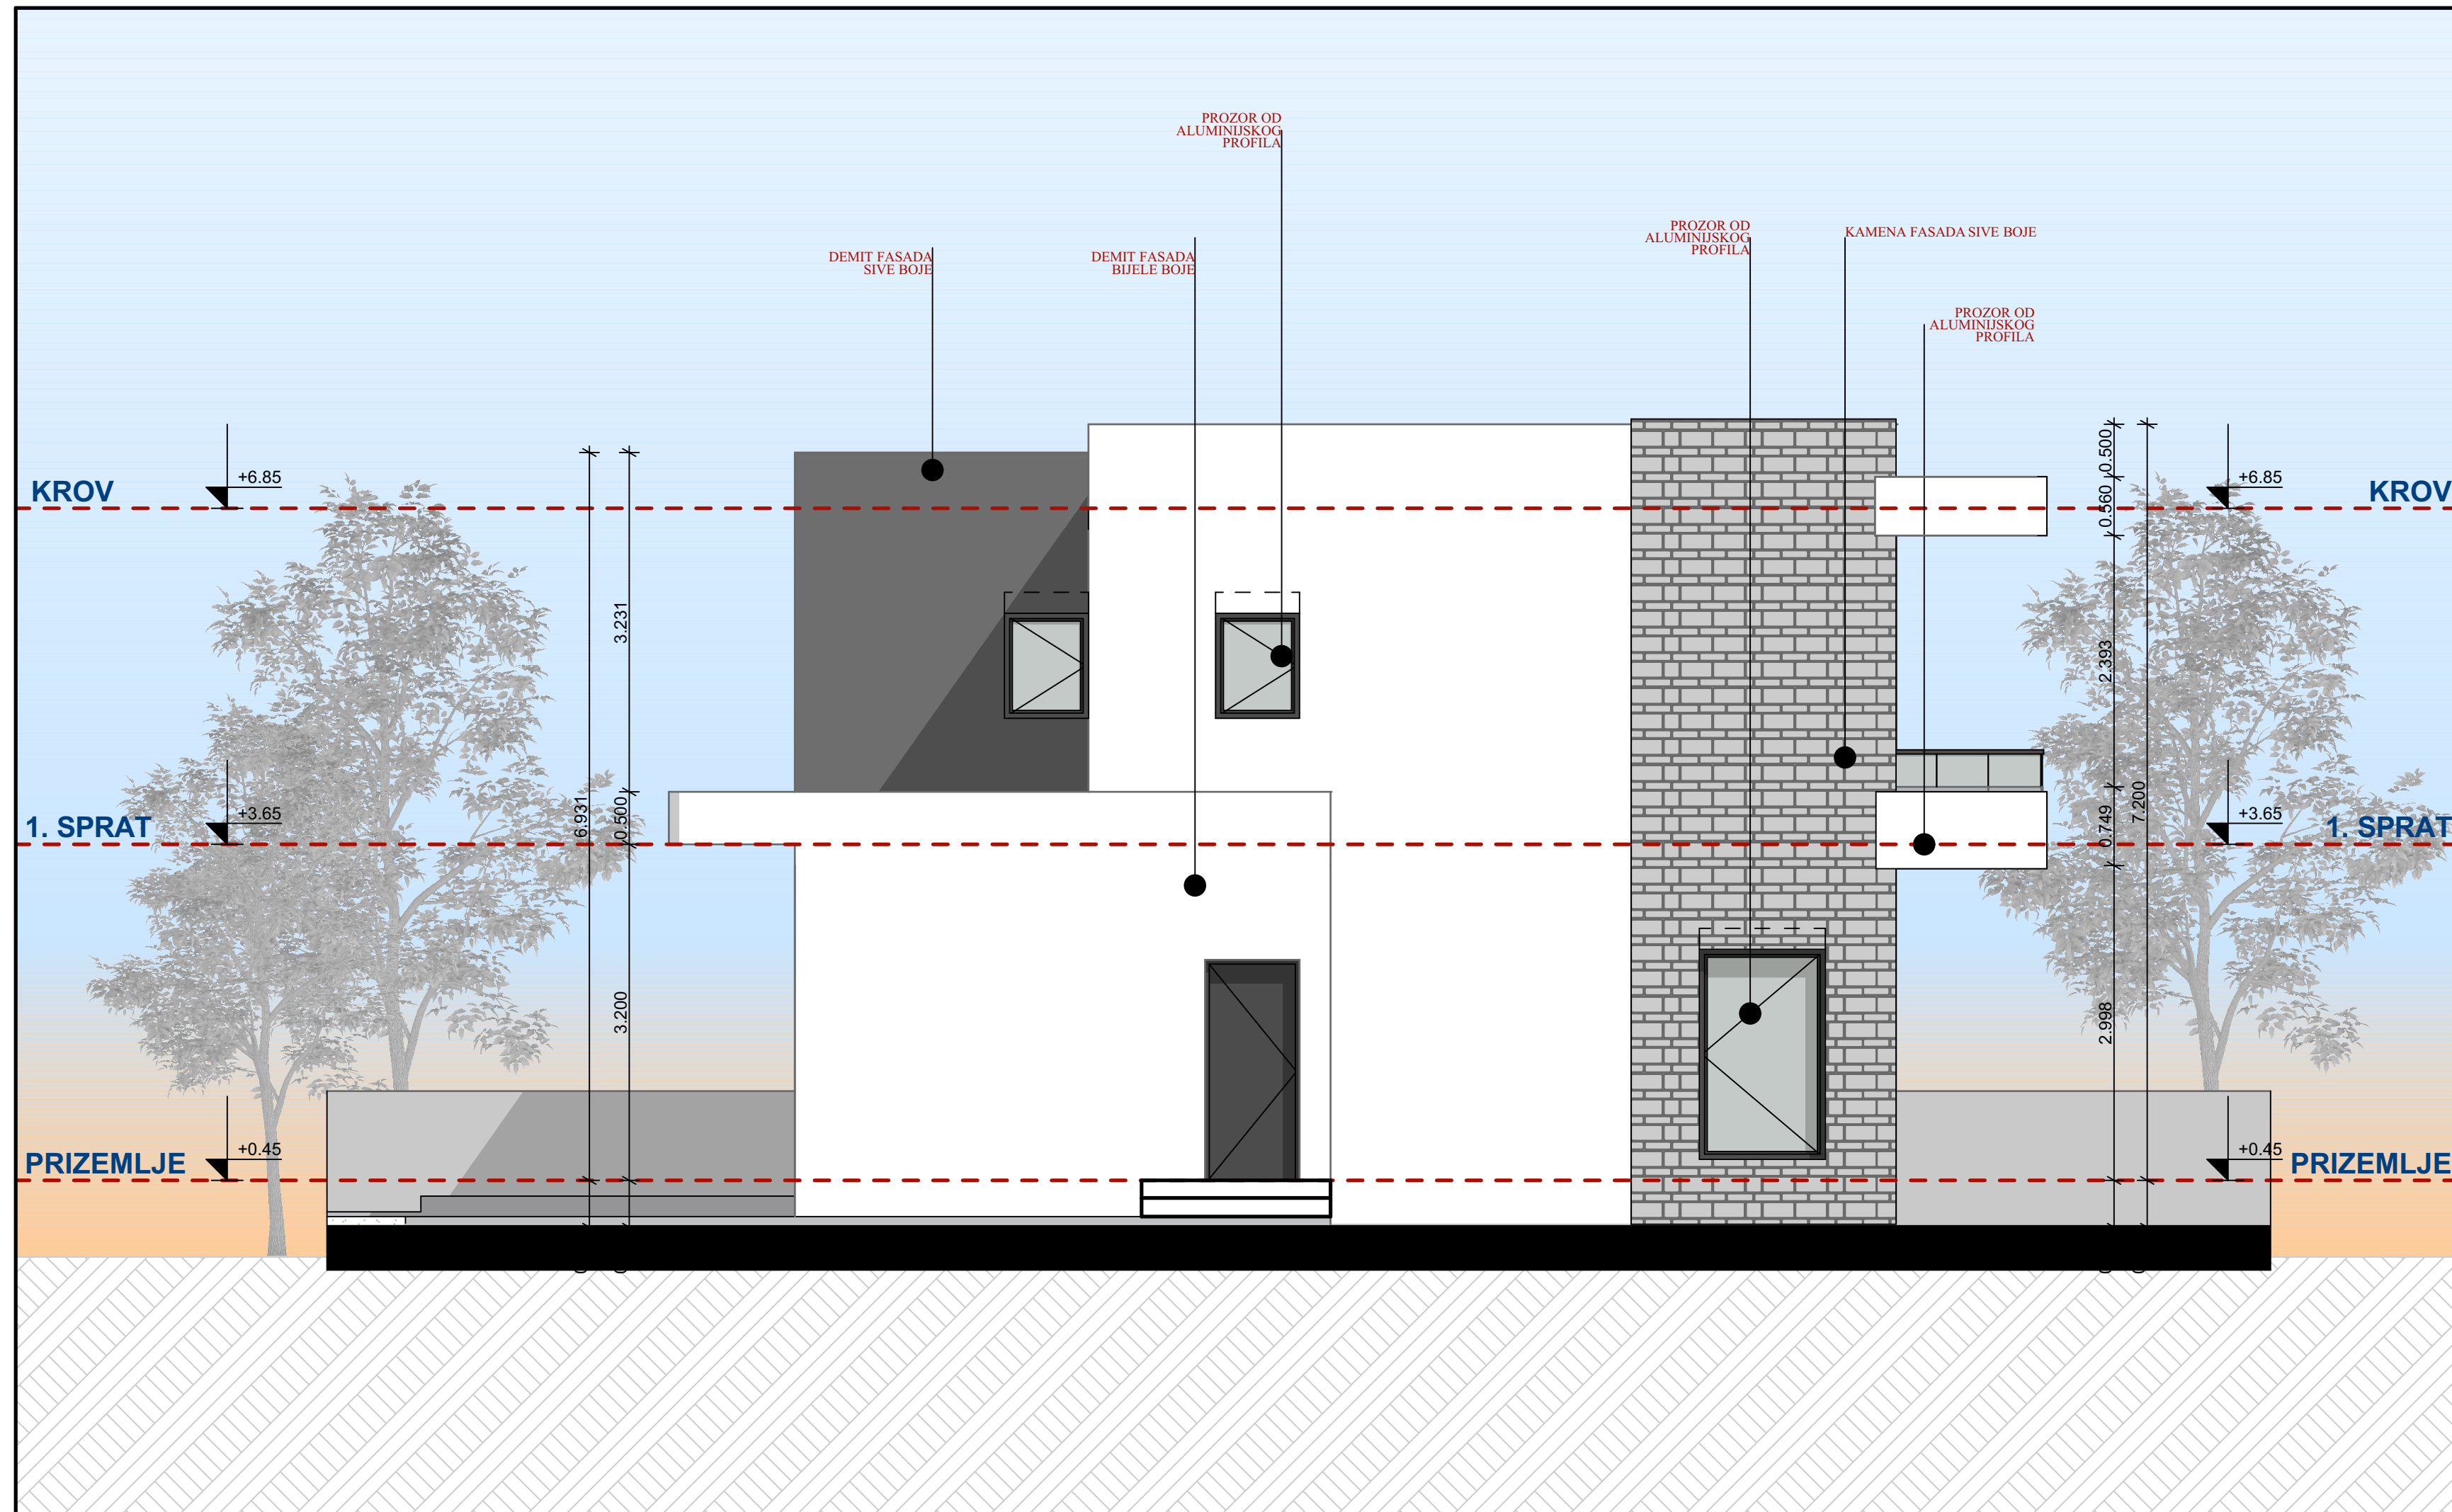 PROZOR OD
ALUMINIJSKOG
PROFILA
PROZOR OD
ALUMINIJSKOG
PROFILA
KAMENA FASADA SIVE BOJE
DEMIT FASADA
SIVE BOJE
DEMIT FASADA
BIJELE BOJE
PROZOR OD
ALUMINIJSKOG
PROFILA
KROV
+6.85
+6.85
KROV
1. SPRAT
+3.65
+3.65
1. SPRAT
PRIZEMLJE
+0.45
+0.45
PRIZEMLJE
6.931
3.231
0.500
3.200
0.500
0.560
2.393
0.749
2.998
7.200